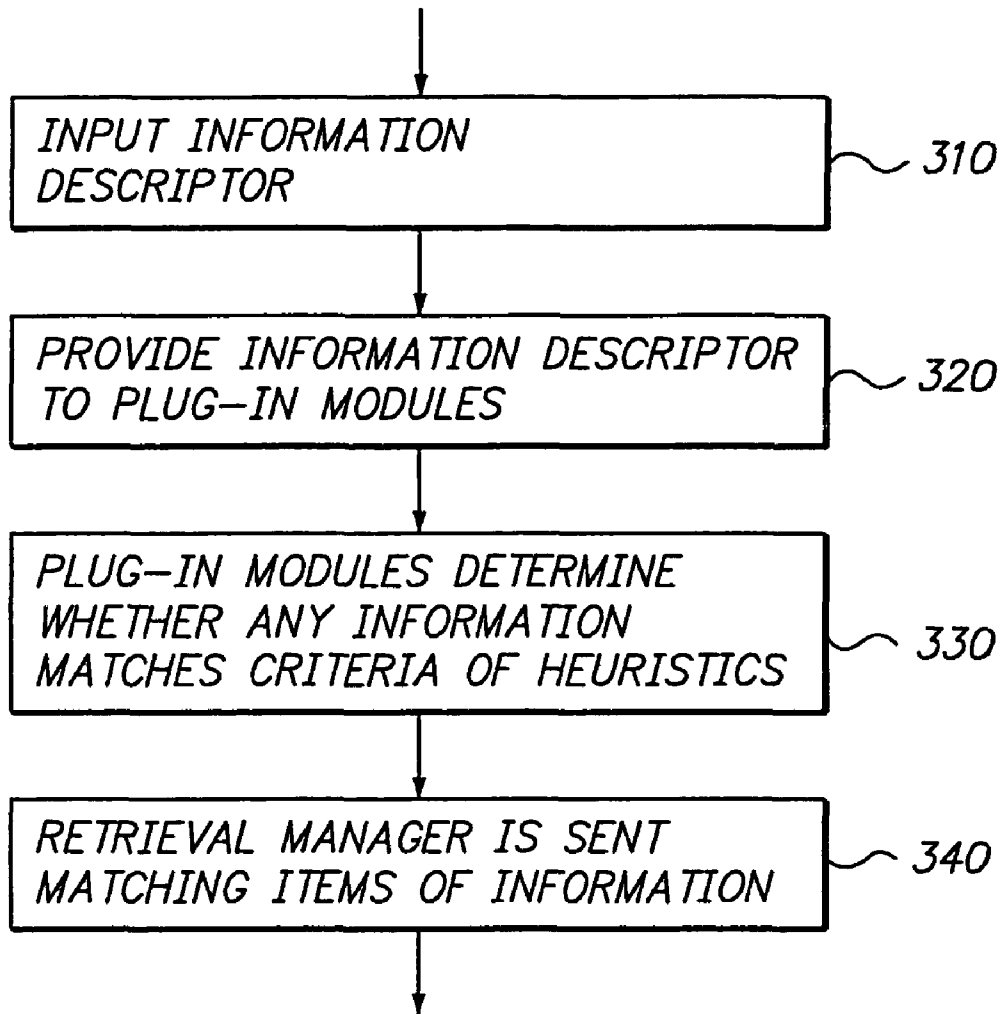 INPUT INFORMATION
DESCRIPTOR
310
PROVIDE INFORMATION DESCRIPTOR
TO PLUG-IN MODULES
320
PLUG-IN MODULES DETERMINE
WHETHER ANY INFORMATION
MATCHES CRITERIA OF HEURISTICS
330
RETRIEVAL MANAGER IS SENT
MATCHING ITEMS OF INFORMATION
340